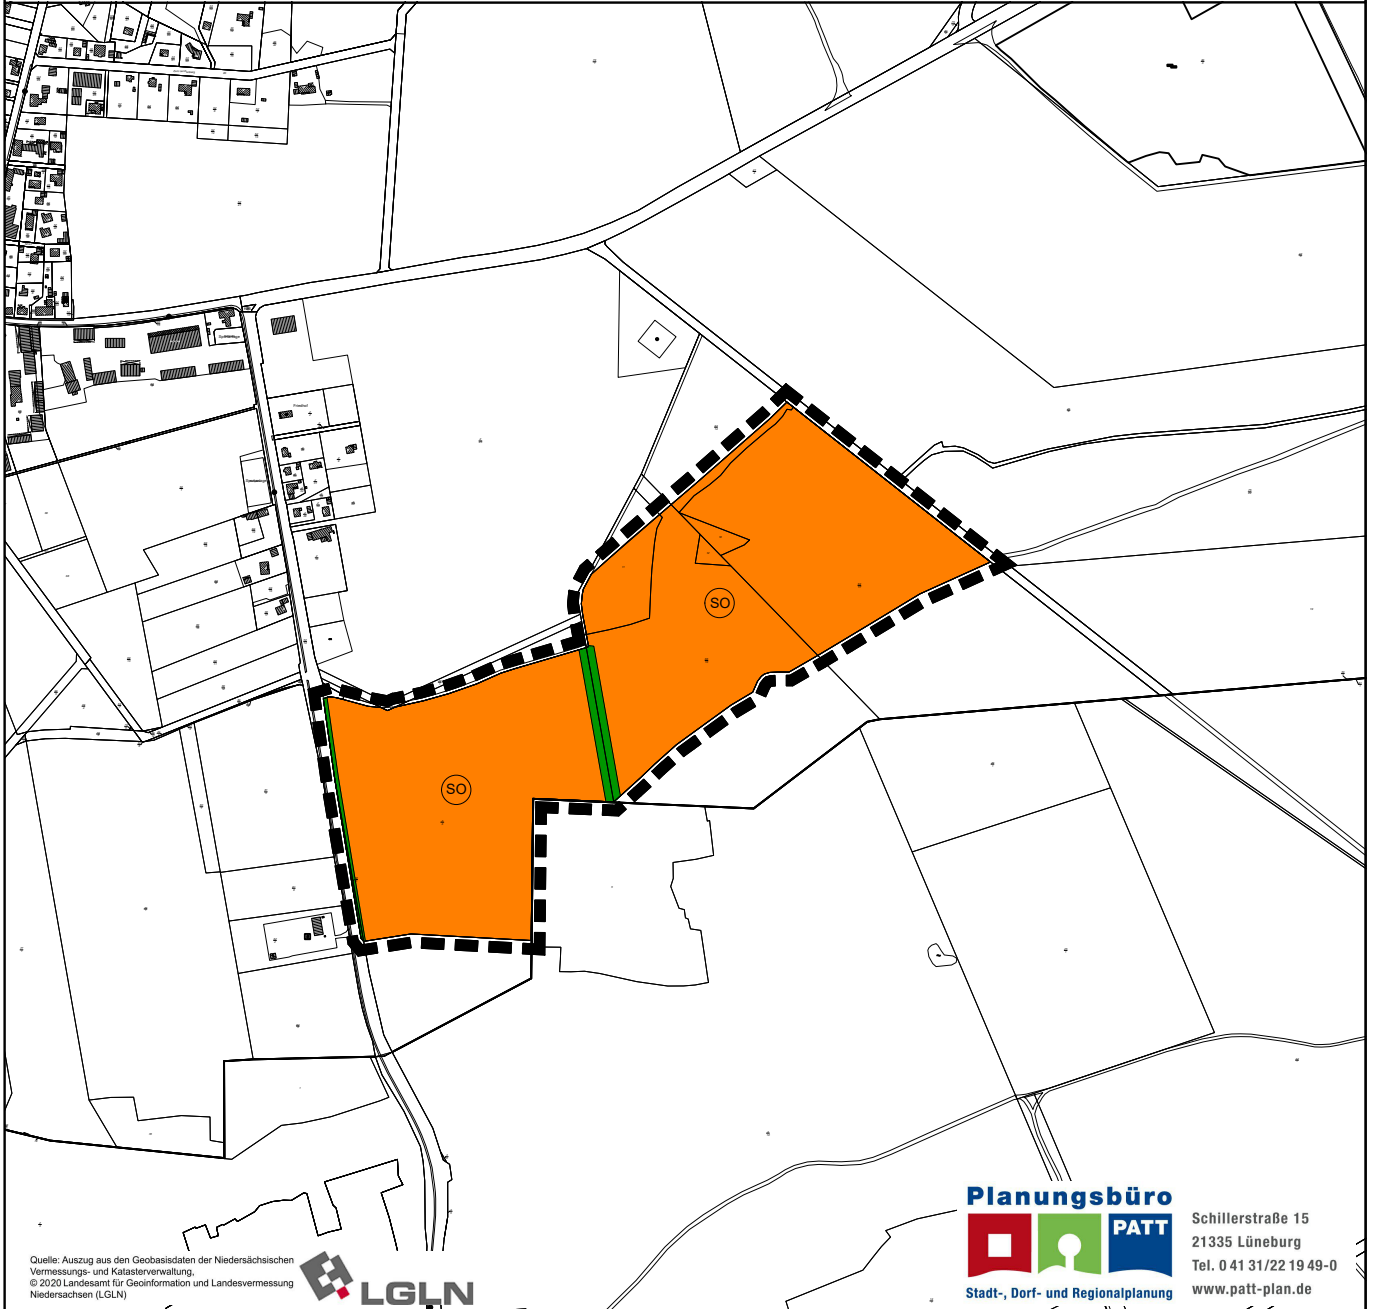 SO
SO
Quelle: Auszug aus den Geobasisdaten der Niedersächsischen
Vermessungs- und Katasterverwaltung,
© 2020 Landesamt für Geoinformation und Landesvermessung
Niedersachsen (LGLN)
LGLN
Planungsbüro
PATT
Stadt-, Dorf- und Regionalplanung
Schillerstraße 15
21335 Lüneburg
Tel. 0 41 31/22 19 49-0
www.patt-plan.de